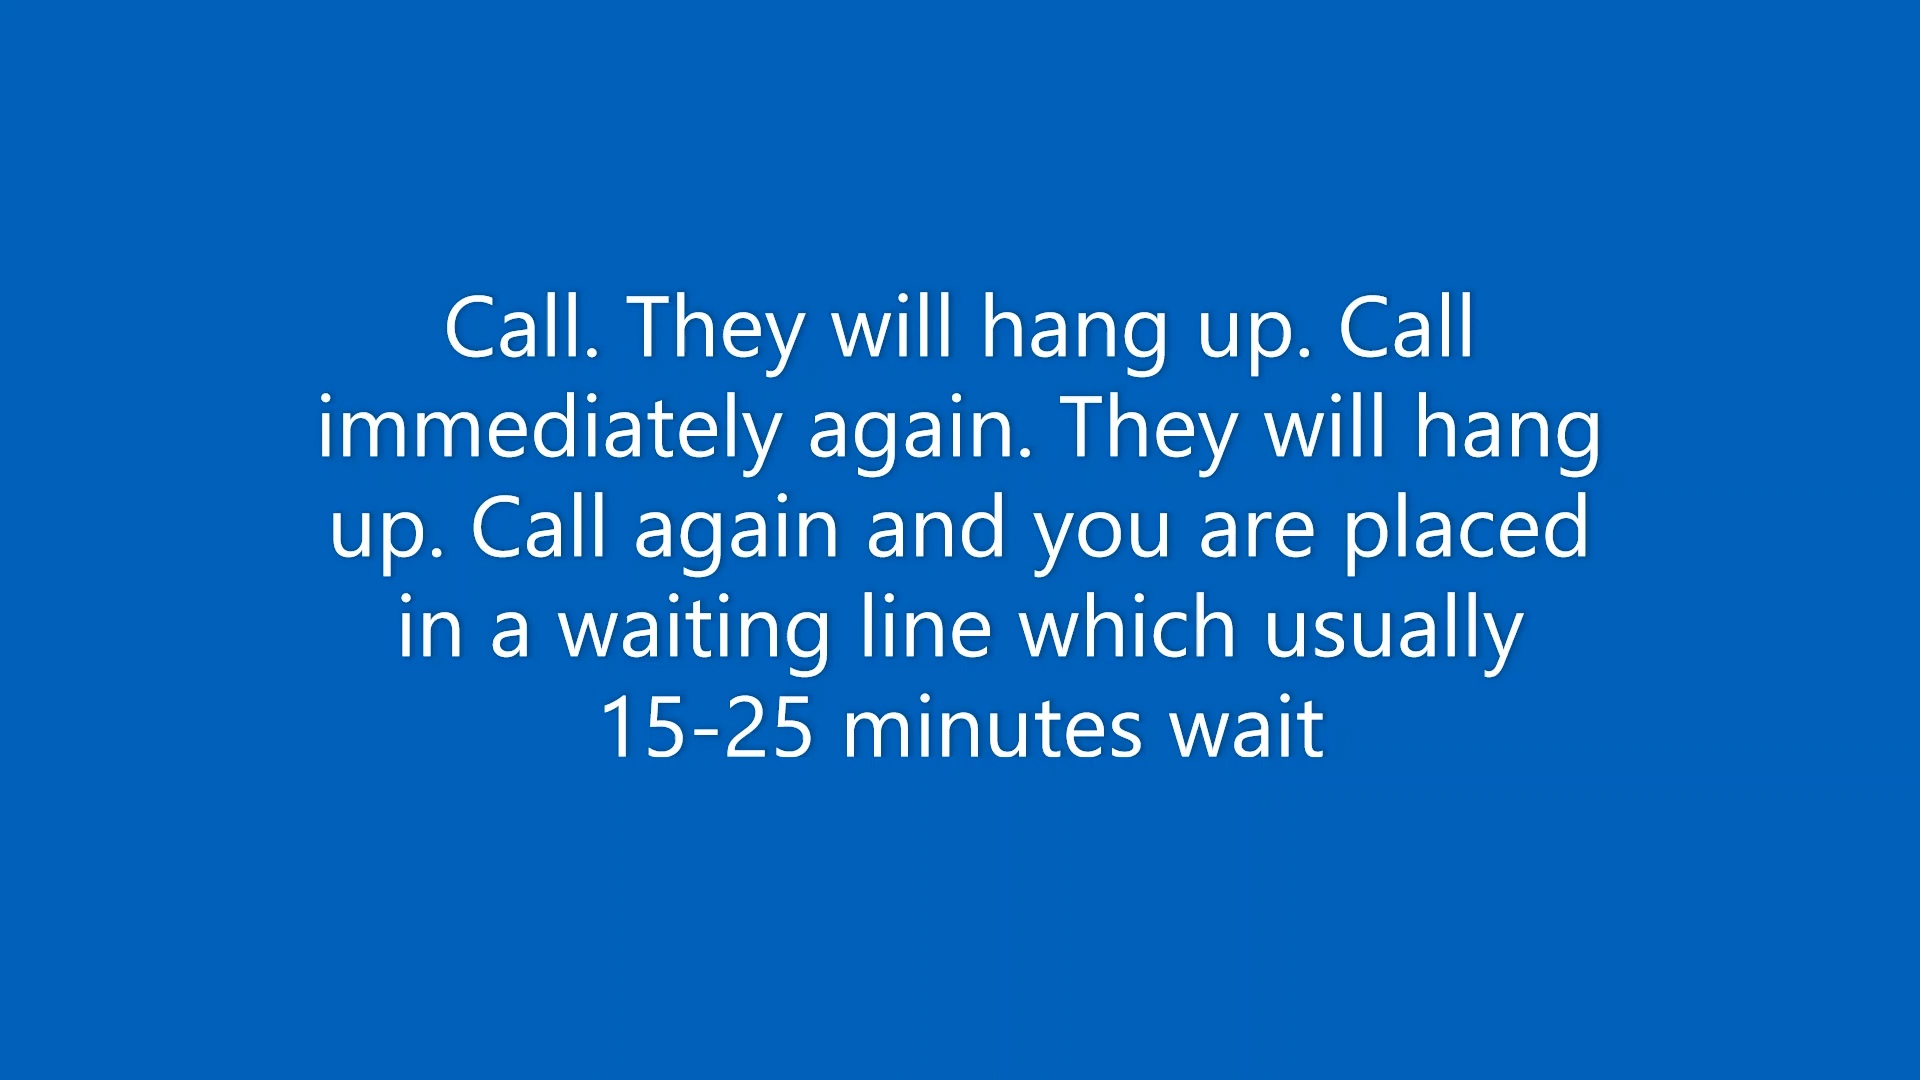 Call. They will hang up. Call
immediately again. They will hang
up. Call again and you are placed
in a waiting line which usually
15-25 minutes wait